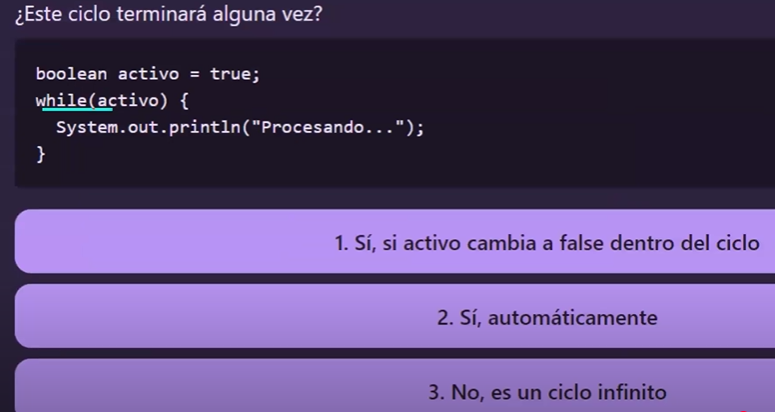 ¿Este ciclo terminará alguna vez?
boolean activo = true;
while(activo) {
  System.out.println("Procesando...");
}
1. Sí, si activo cambia a false dentro del ciclo
2. Sí, automáticamente
3. No, es un ciclo infinito